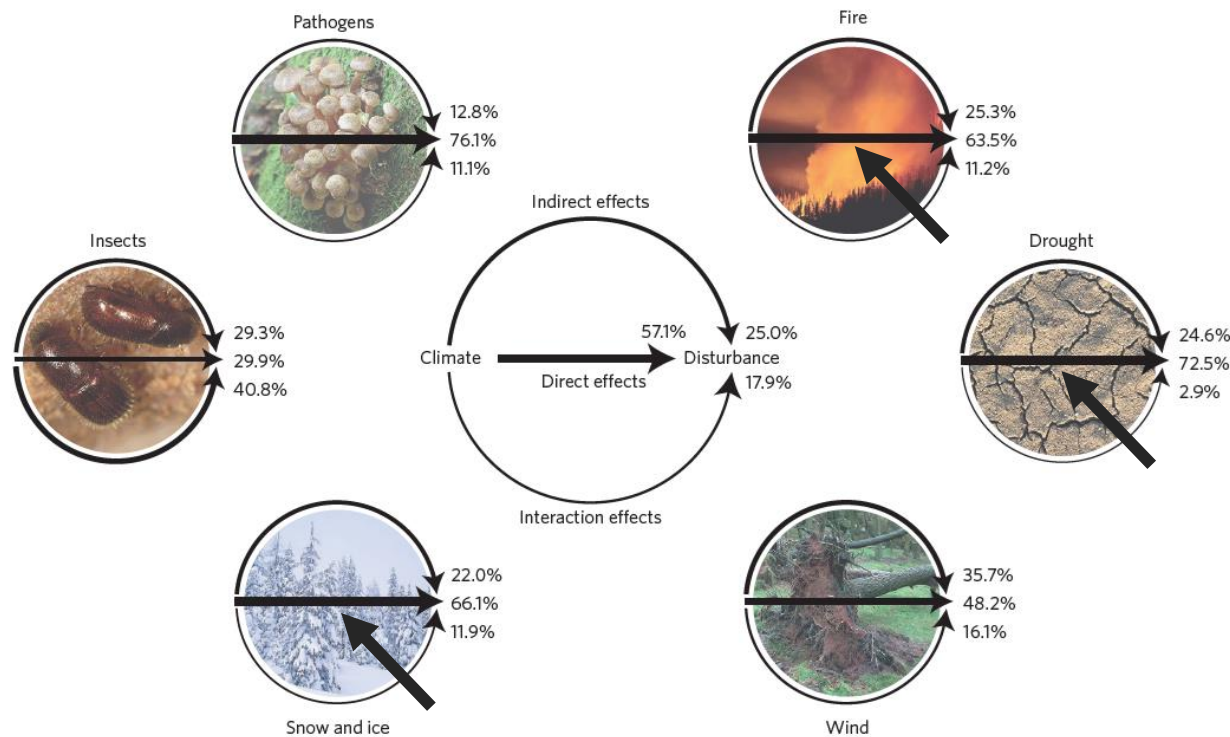 Pathogens
12.8%
76.1%
11.1%
Fire
25.3%
63.5%
11.2%
Insects
29.3%
29.9%
40.8%
Indirect effects
Climate
57.1%
25.0%
Disturbance
Direct effects
17.9%
Interaction effects
Drought
24.6%
72.5%
2.9%
22.0%
66.1%
11.9%
Snow and ice
35.7%
48.2%
16.1%
Wind